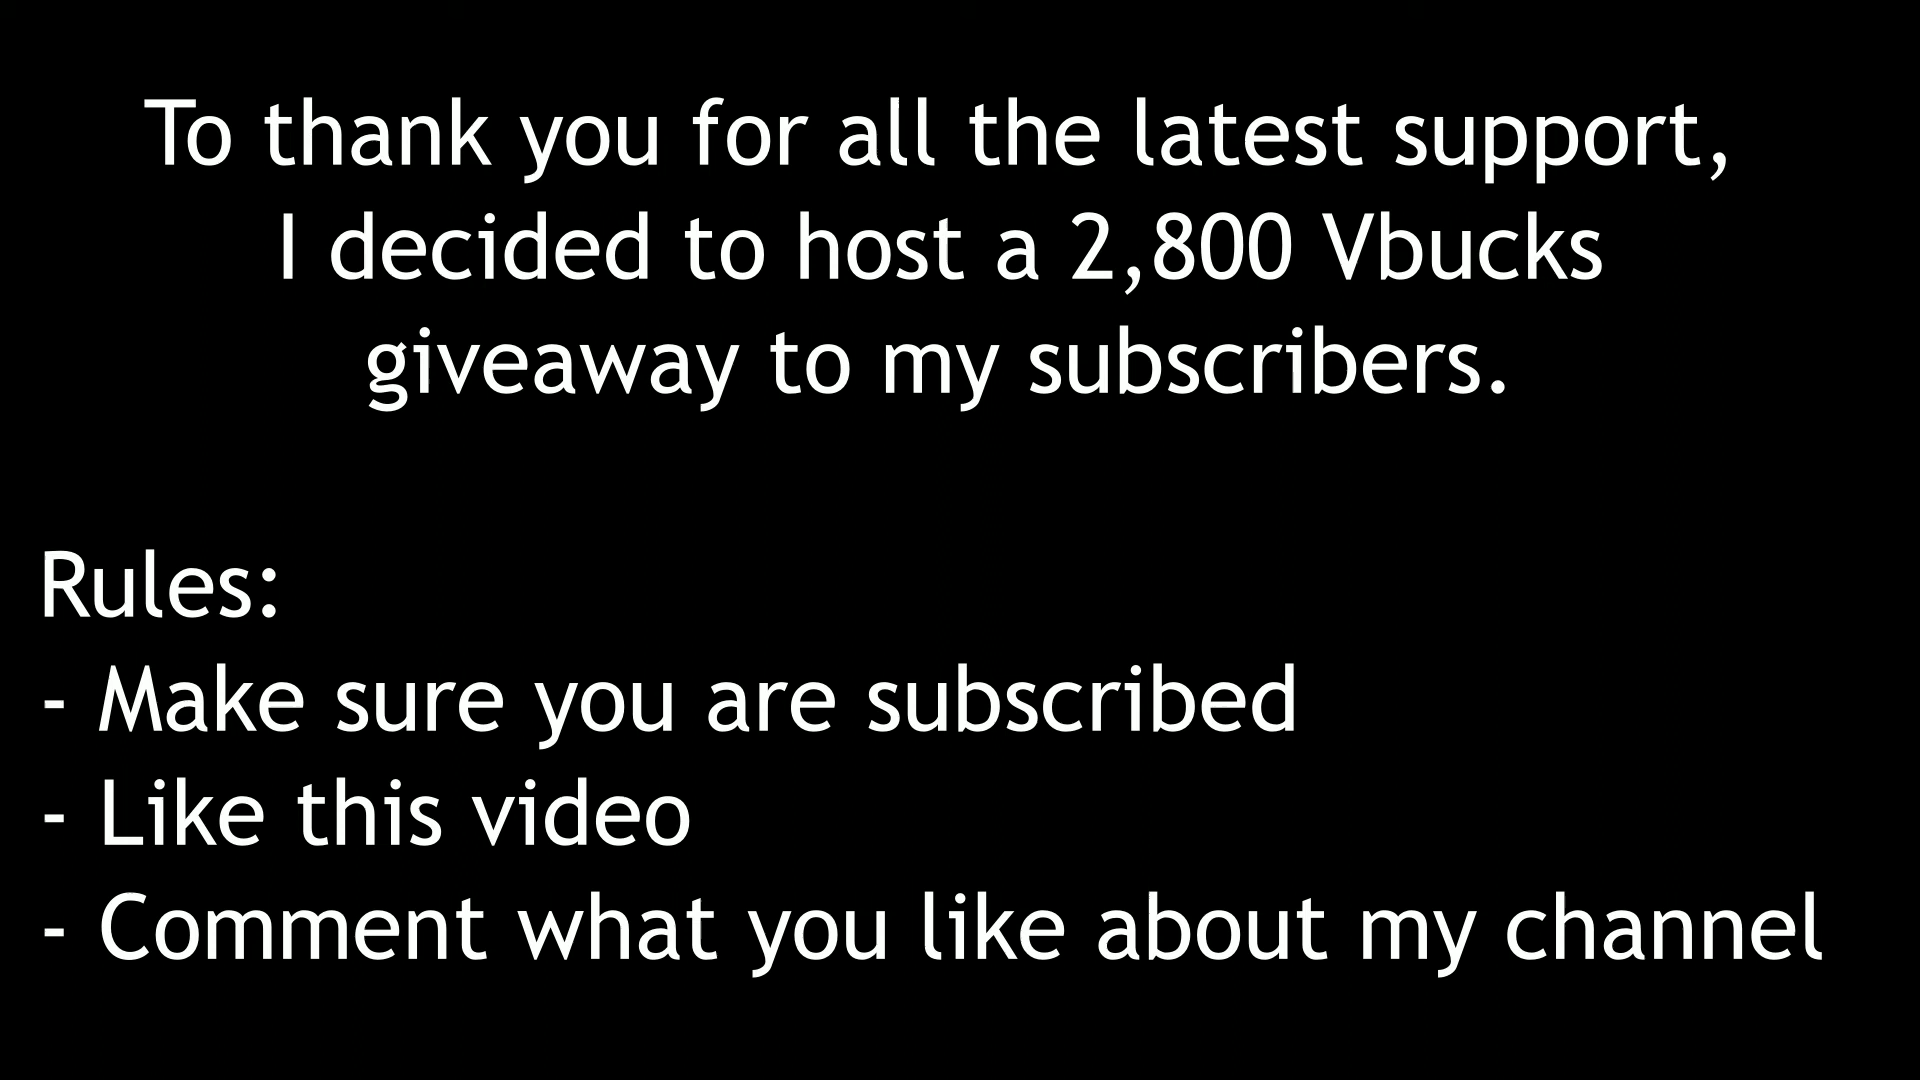 To thank you for all the latest support,
I decided to host a 2,800 Vbucks
giveaway to my subscribers.
Rules:
- Make sure you are subscribed
- Like this video
- Comment what you like about my channel